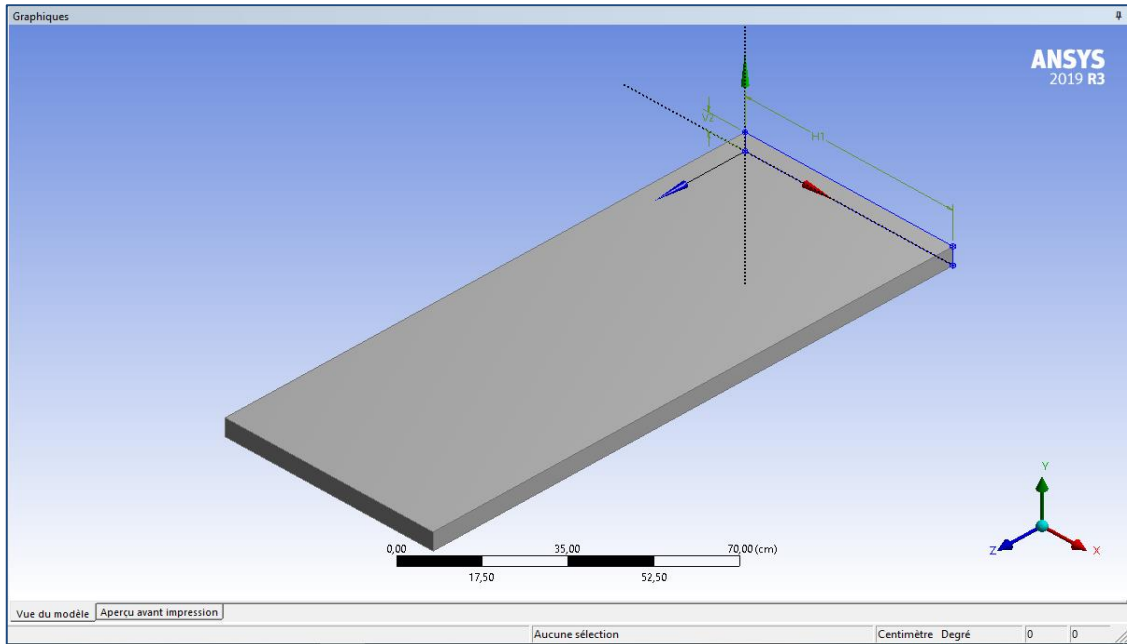 Graphiques
ANSYS
2019 R3
V2
H1
Y
Z
X
0,00
35,00
70,00 (cm)
17,50
52,50
Vue du modèle
Aperçu avant impression
Aucune sélection
Centimètre Degré
0
0